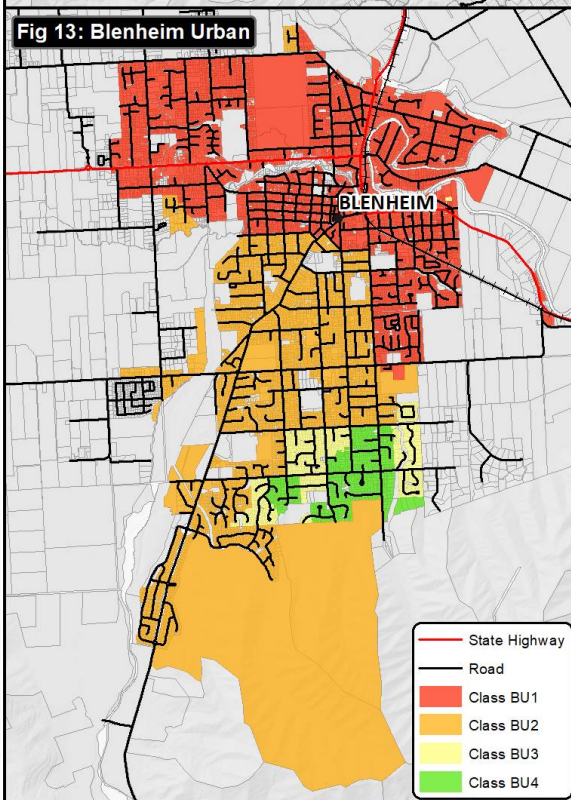 Fig 13: Blenheim Urban
BLENHEIM
State Highway
Road
Class BU1
Class BU2
Class BU3
Class BU4